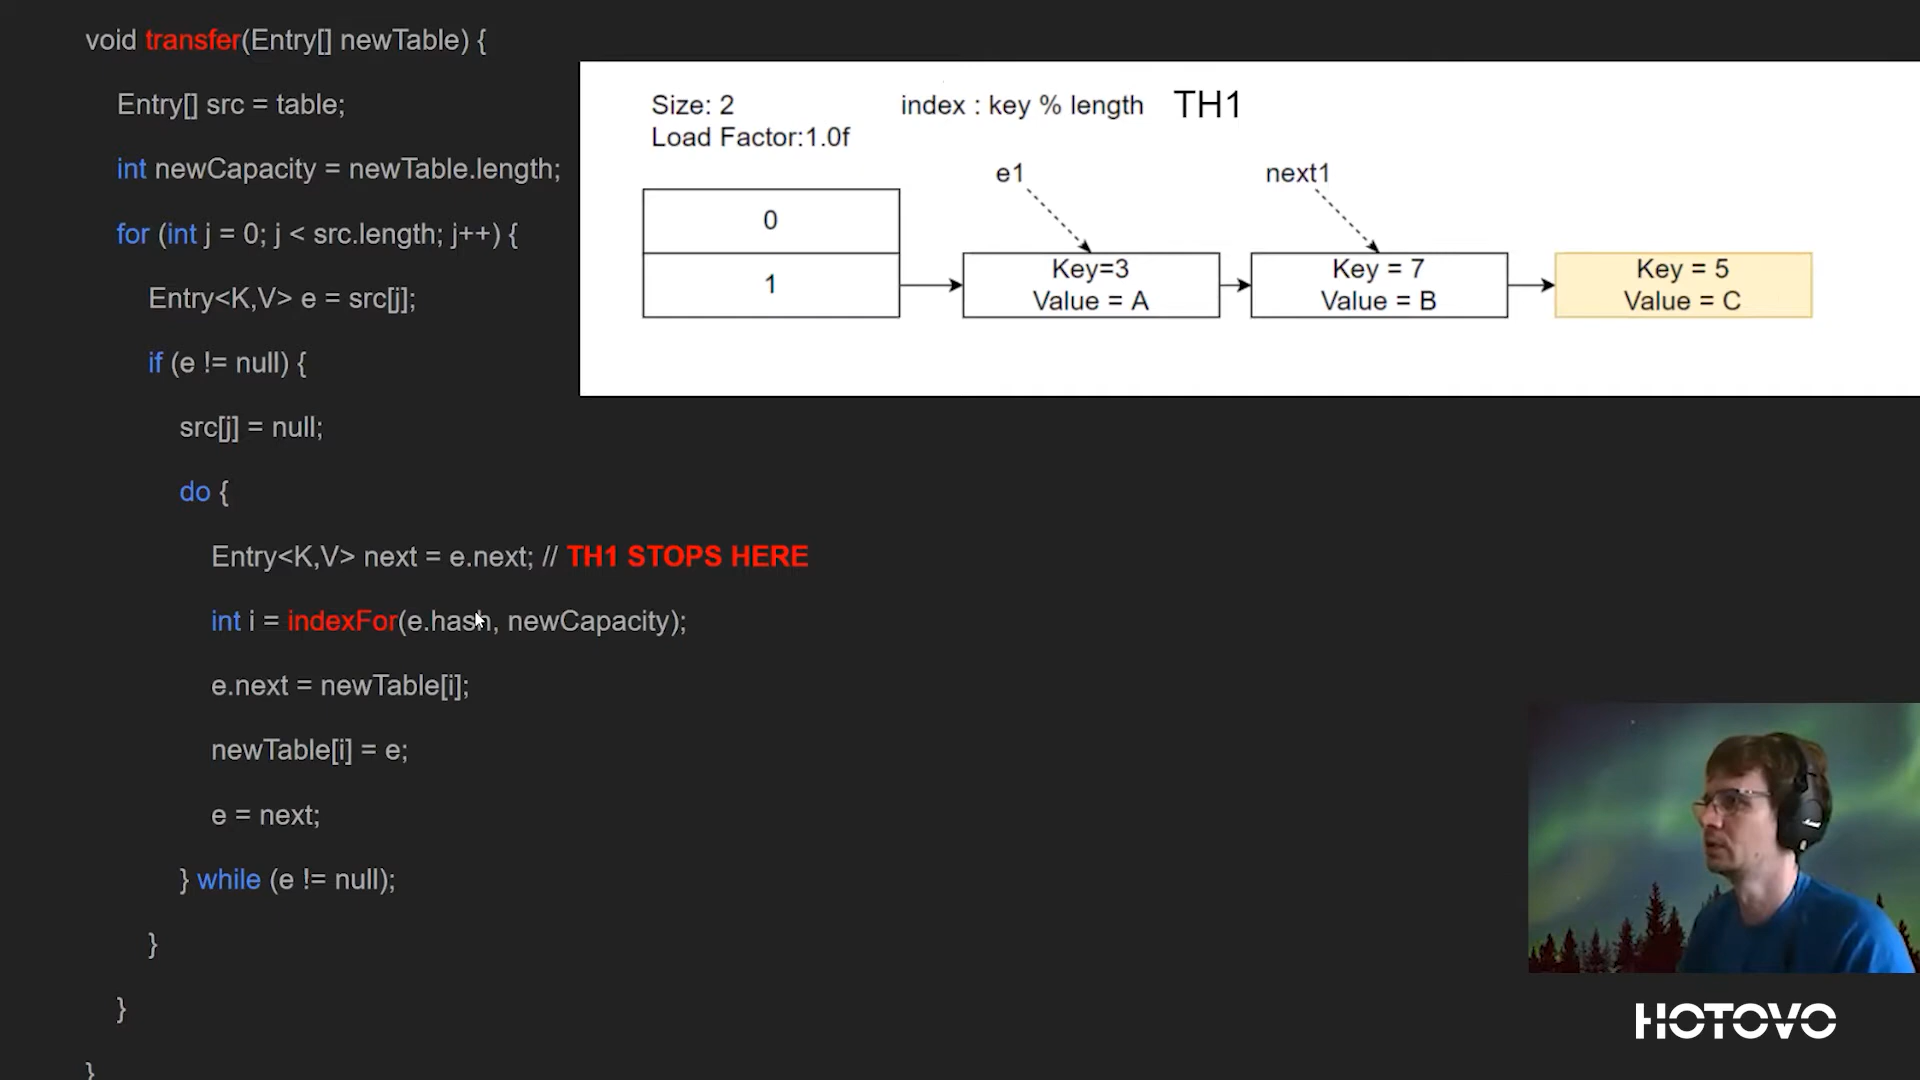 void transfer(Entry[] newTable) {
Entry[] src = table;
int newCapacity = newTable.length;
for (int j = 0; j < src.length; j++) {
Entry<K,V> e = src[j];
if (e != null) {
src[j] = null;
do {
Entry<K,V> next = e.next; // TH1 STOPS HERE
int i = indexFor(e.hash, newCapacity);
e.next = newTable[i];
newTable[i] = e;
e = next;
} while (e != null);
}
}
}
Size: 2
Load Factor:1.0f
index : key % length
TH1
e1
next1
0
1
Key=3
Value = A
Key = 7
Value = B
Key = 5
Value = C
HOTOVO